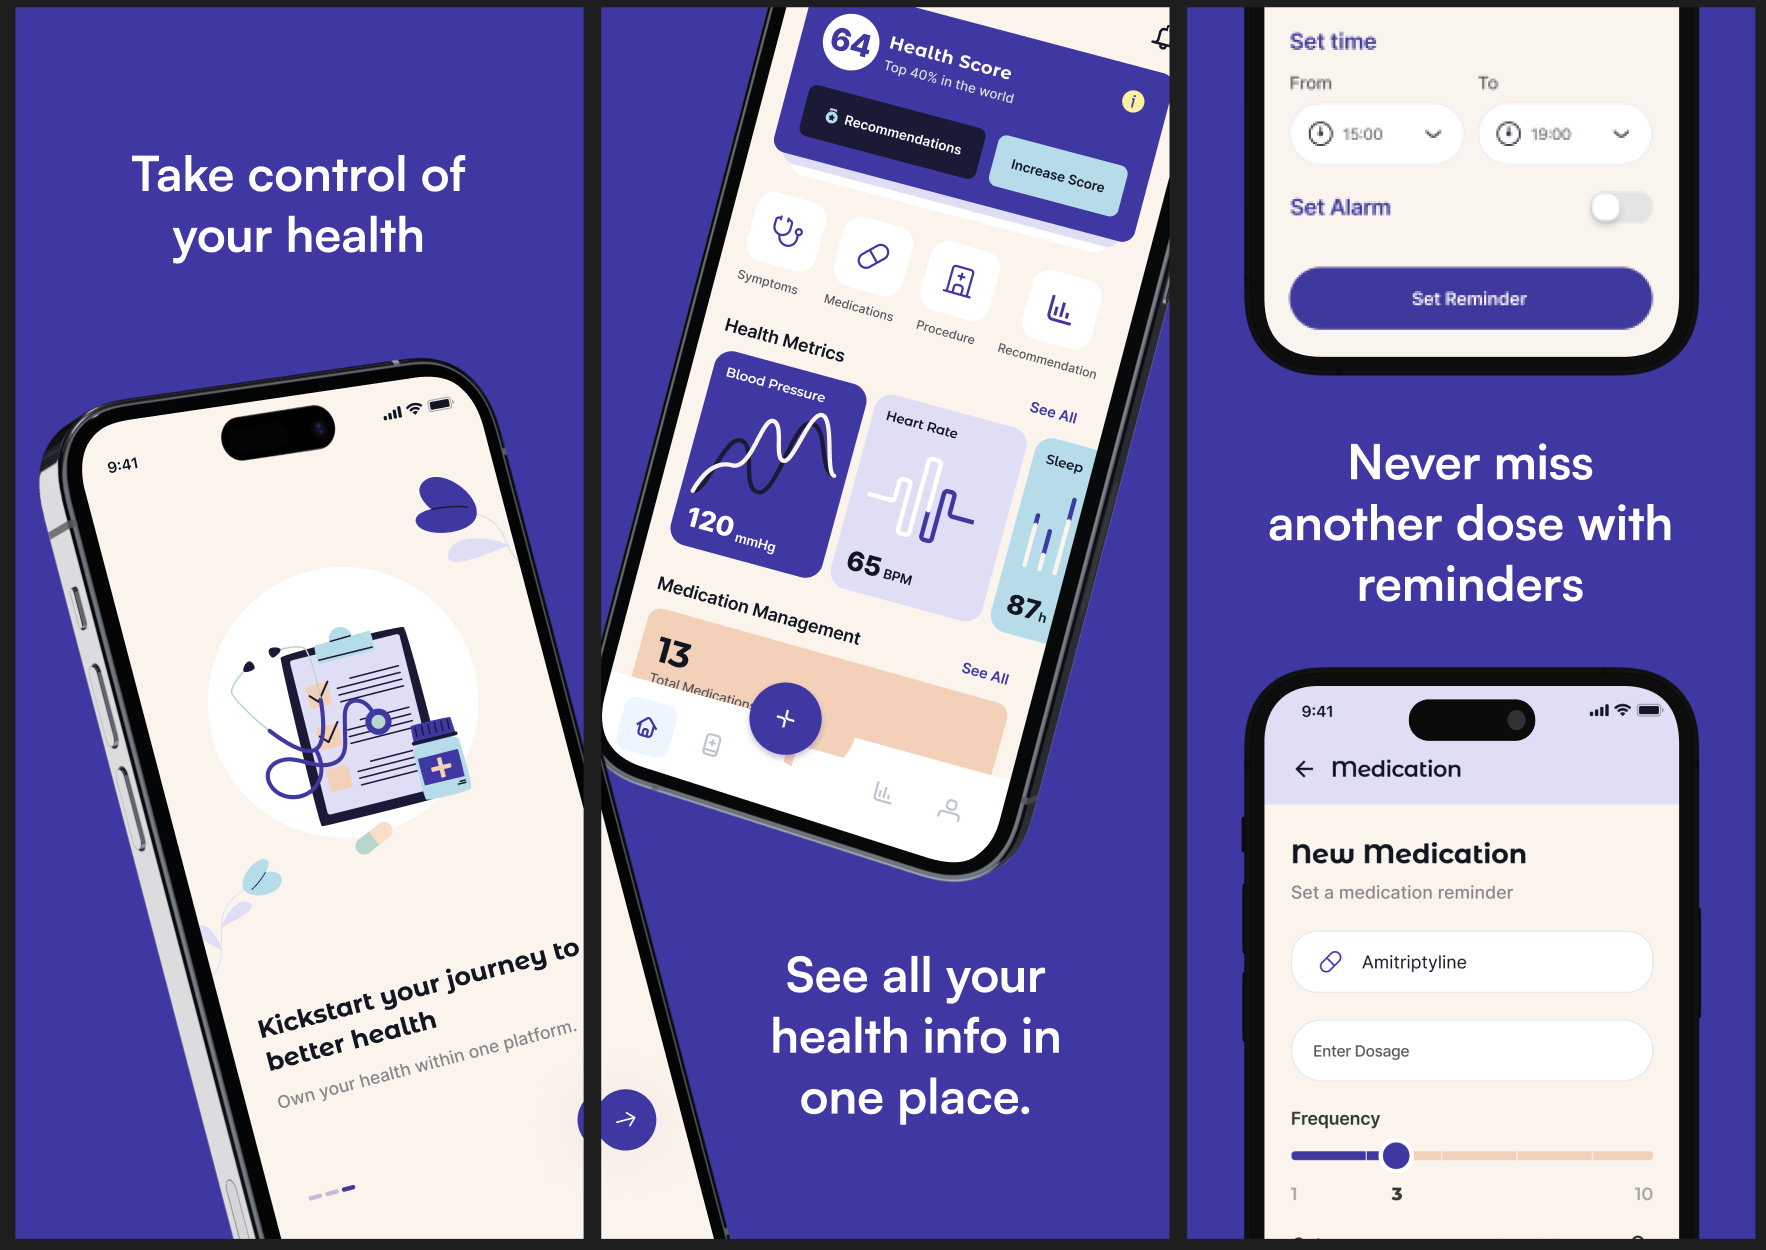 Take control of
your health
9:41
Kickstart your journey to
better health
Own your health within one platform.
64
Health Score
Top 40% in the world
i
Recommendations
Increase Score
Symptoms
Medications
Procedure
Recommendation
Health Metrics
See All
Blood Pressure
120 mmHg
Heart Rate
65 BPM
Sleep
87h
Medication Management
See All
13
Total Medications
See all your
health info in
one place.
Set time
From
To
15:00
19:00
Set Alarm
Set Reminder
Never miss
another dose with
reminders
9:41
Medication
New Medication
Set a medication reminder
Amitriptyline
Enter Dosage
Frequency
1
3
10